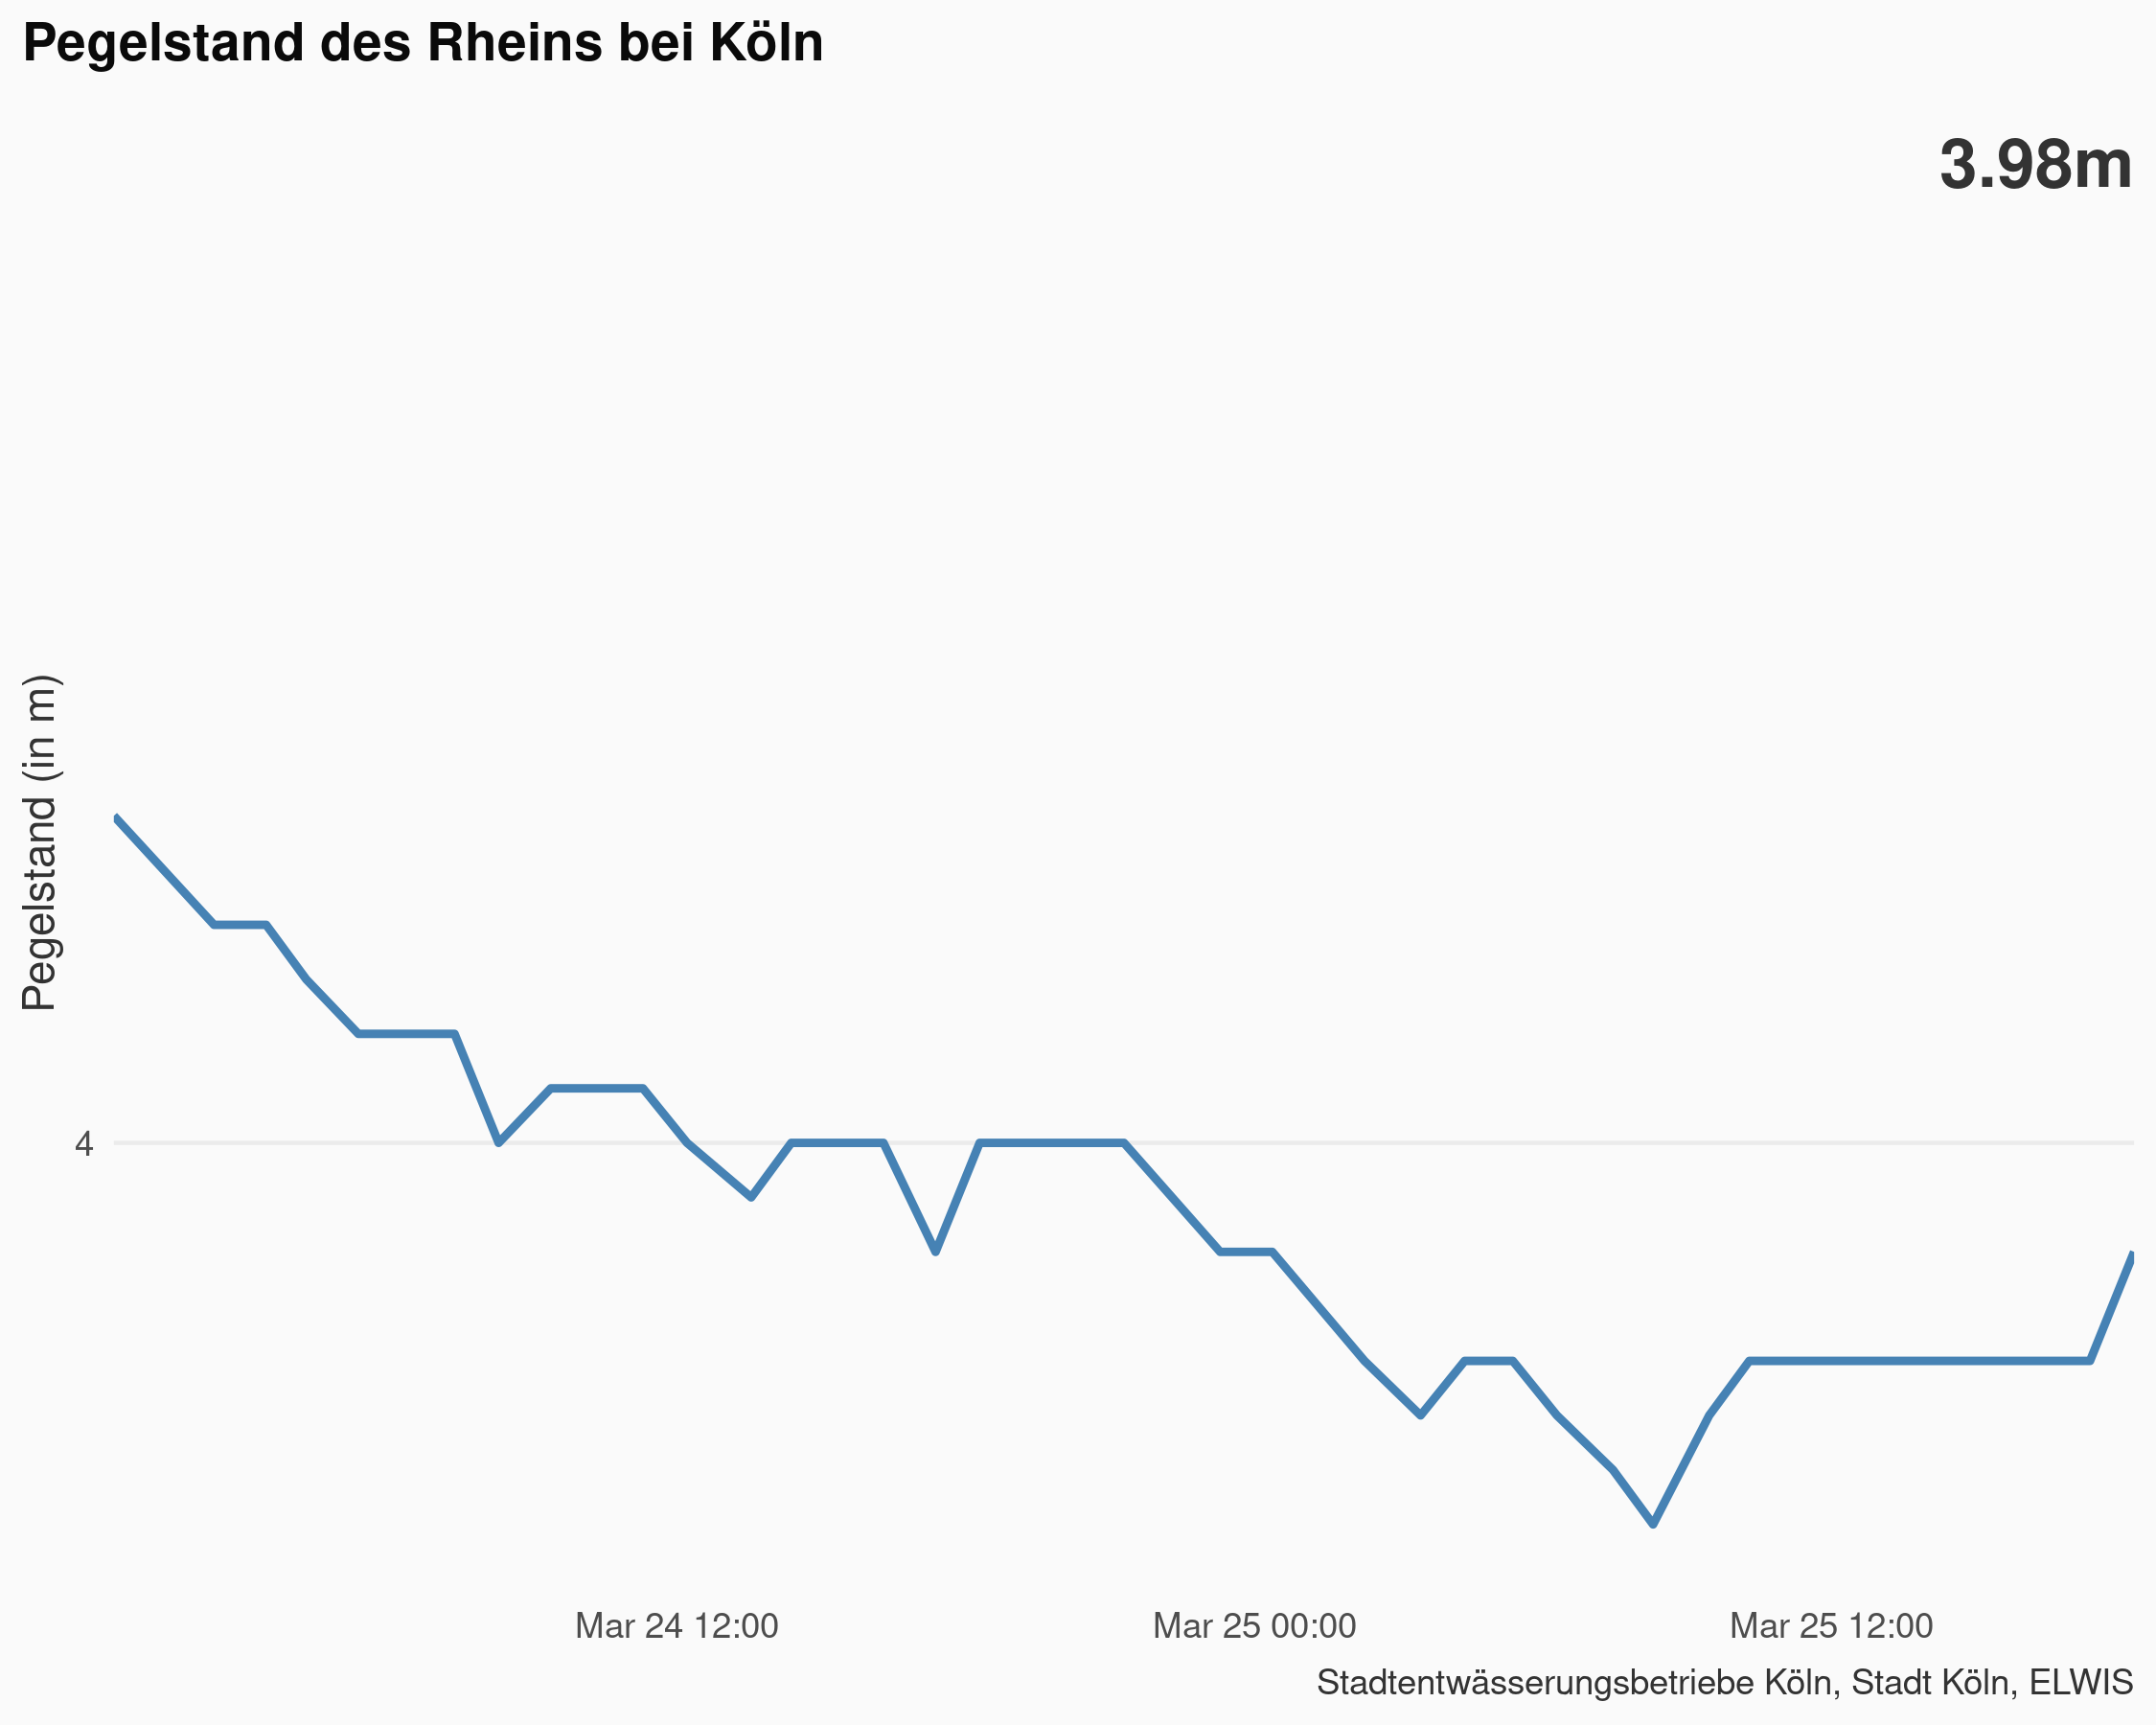 Pegelstand des Rheins bei Köln
3.98m
Pegelstand (in m)
4
Mar 24 12:00
Mar 25 00:00
Mar 25 12:00
Stadtentwässerungsbetriebe Köln, Stadt Köln, ELWIS